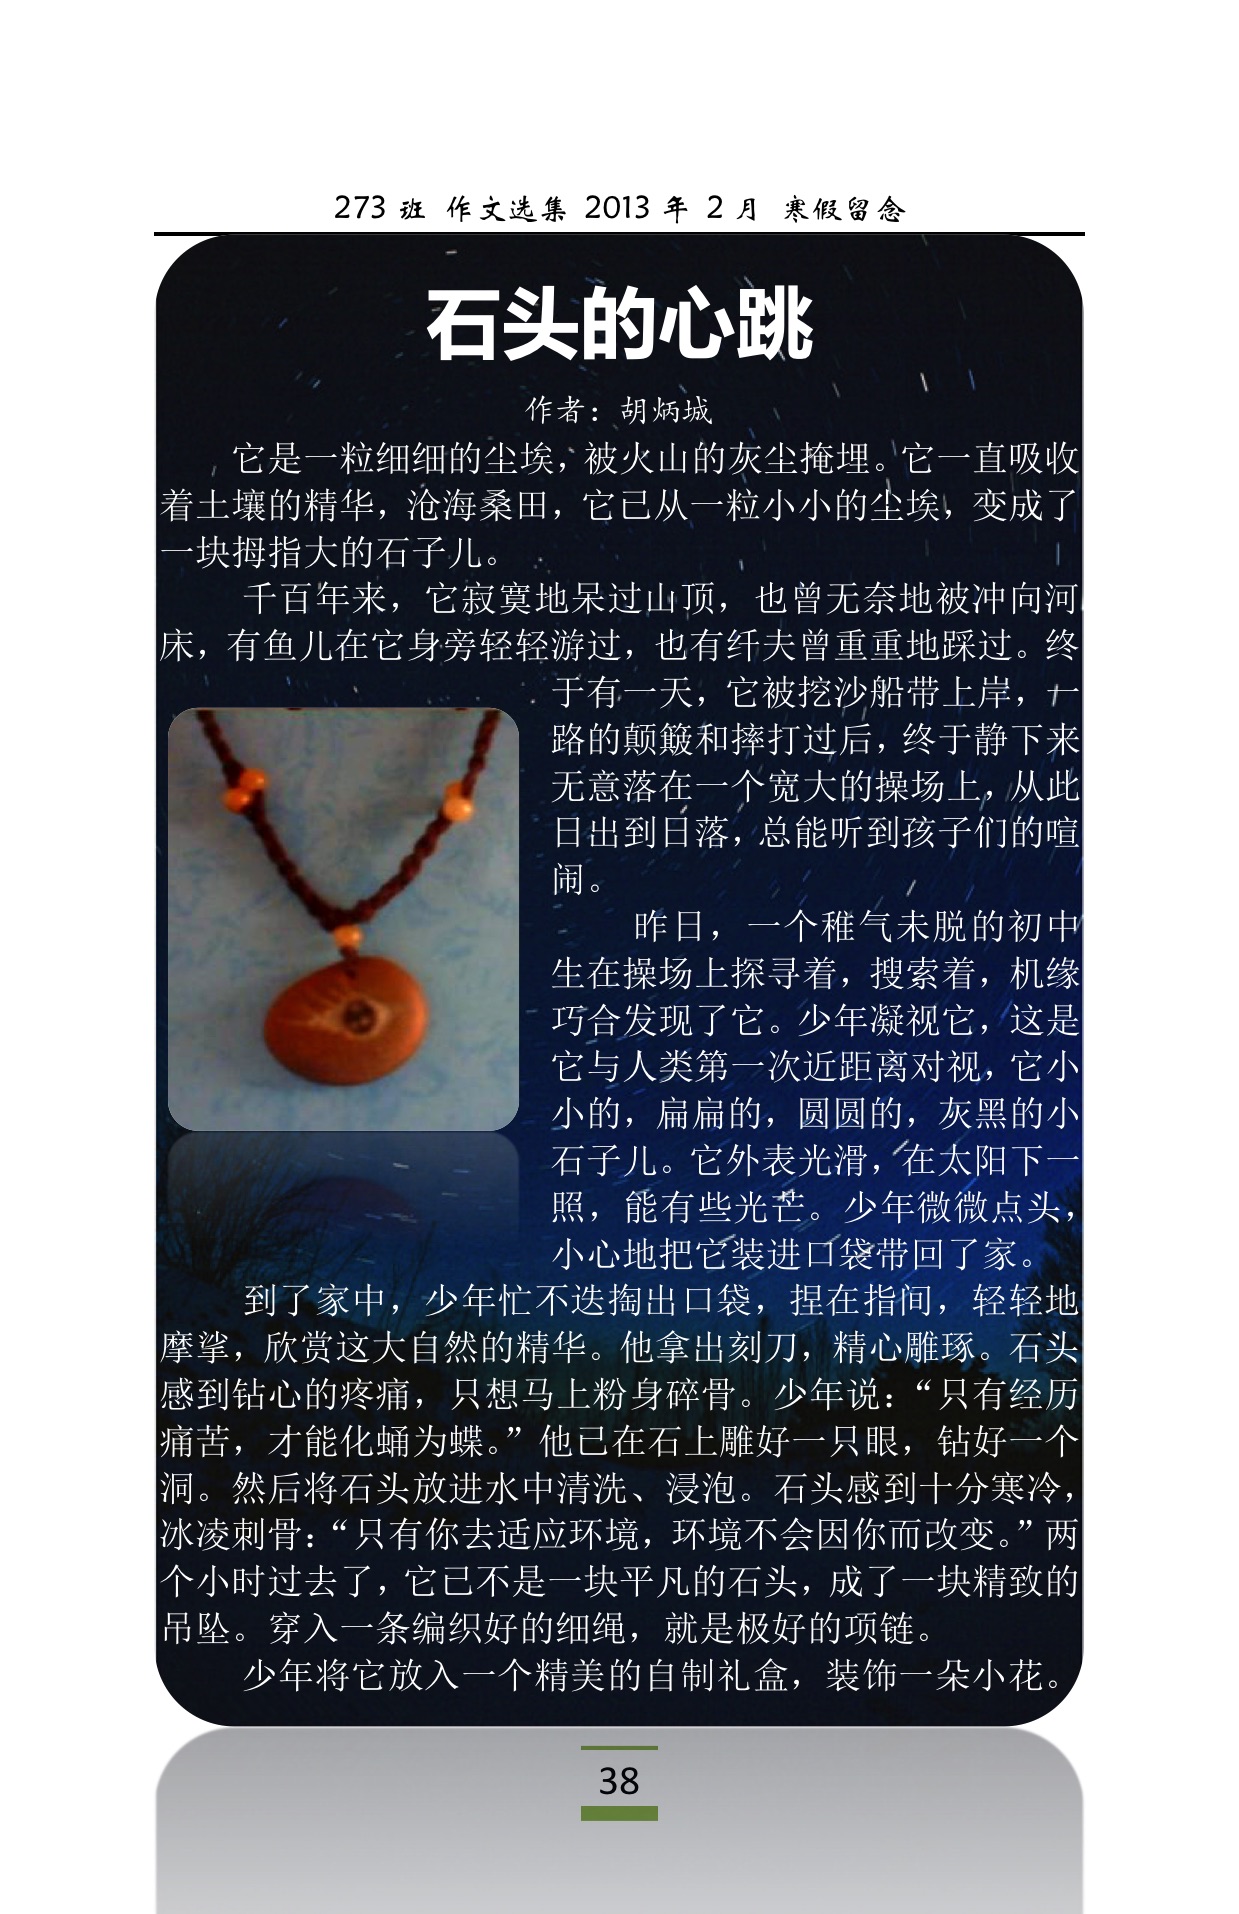 273 班 作文选集 2013 年 2 月 寒假留念
石头的心跳
作者：胡炳城
它是一粒细细的尘埃，被火山的灰尘掩埋。它一直吸收
着土壤的精华，沧海桑田，它已从一粒小小的尘埃，变成了
一块拇指大的石子儿。
千百年来，它寂寞地呆过山顶，也曾无奈地被冲向河
床，有鱼儿在它身旁轻轻游过，也有纤夫曾重重地踩过。终
于有一天，它被挖沙船带上岸，一
路的颠簸和摔打过后，终于静下来
无意落在一个宽大的操场上，从此
日出到日落，总能听到孩子们的喧
闹。
昨日，一个稚气未脱的初中
生在操场上探寻着，搜索着，机缘
巧合发现了它。少年凝视它，这是
它与人类第一次近距离对视，它小
小的，扁扁的，圆圆的，灰黑的小
石子儿。它外表光滑，在太阳下一
照，能有些光芒。少年微微点头，
小心地把它装进口袋带回了家。
到了家中，少年忙不迭掏出口袋，捏在指间，轻轻地
摩挲，欣赏这大自然的精华。他拿出刻刀，精心雕琢。石头
感到钻心的疼痛，只想马上粉身碎骨。少年说：“只有经历
痛苦，才能化蛹为蝶。”他已在石上雕好一只眼，钻好一个
洞。然后将石头放进水中清洗、浸泡。石头感到十分寒冷，
冰凌刺骨：“只有你去适应环境，环境不会因你而改变。”两
个小时过去了，它已不是一块平凡的石头，成了一块精致的
吊坠。穿入一条编织好的细绳，就是极好的项链。
少年将它放入一个精美的自制礼盒，装饰一朵小花。
38